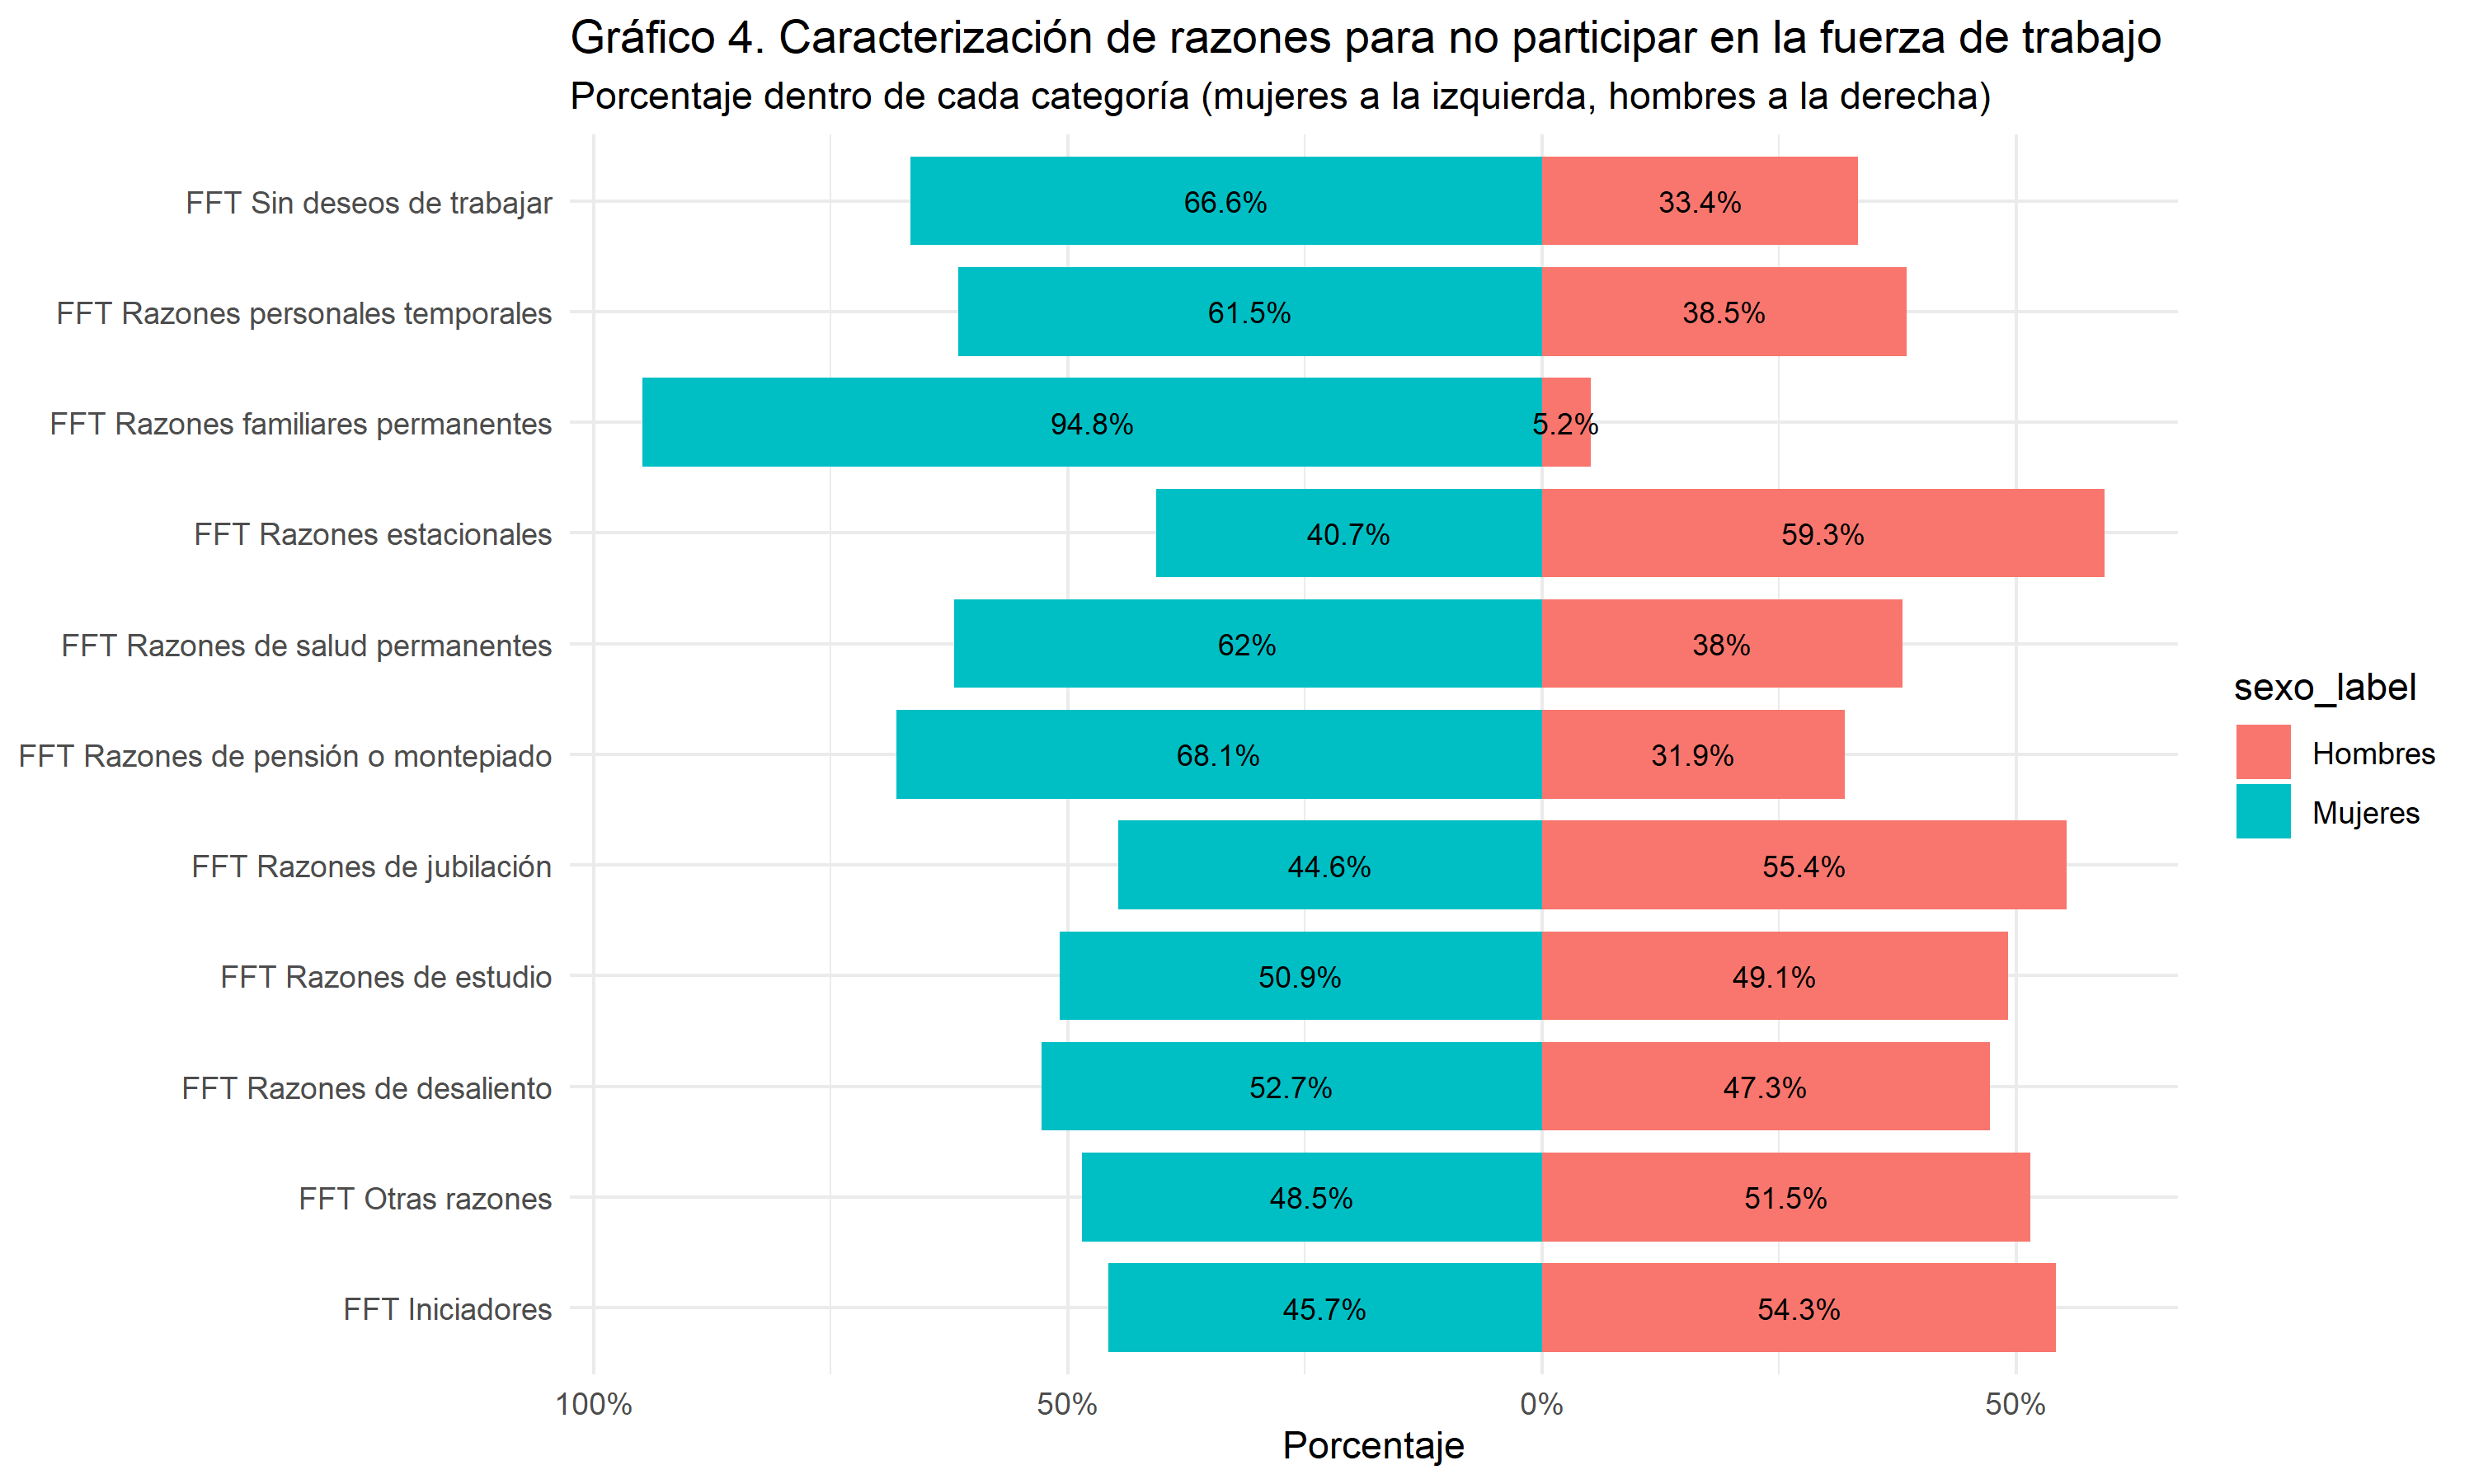 Gráfico 4. Caracterización de razones para no participar en la fuerza de trabajo
Porcentaje dentro de cada categoría (mujeres a la izquierda, hombres a la derecha)
FFT Sin deseos de trabajar 66.6% 33.4%
FFT Razones personales temporales 61.5% 38.5%
FFT Razones familiares permanentes 94.8% 5.2%
FFT Razones estacionales 40.7% 59.3%
FFT Razones de salud permanentes 62% 38%
FFT Razones de pensión o montepiado 68.1% 31.9%
FFT Razones de jubilación 44.6% 55.4%
FFT Razones de estudio 50.9% 49.1%
FFT Razones de desaliento 52.7% 47.3%
FFT Otras razones 48.5% 51.5%
FFT Iniciadores 45.7% 54.3%
100% 50% 0% 50%
Porcentaje
sexo_label
Hombres
Mujeres